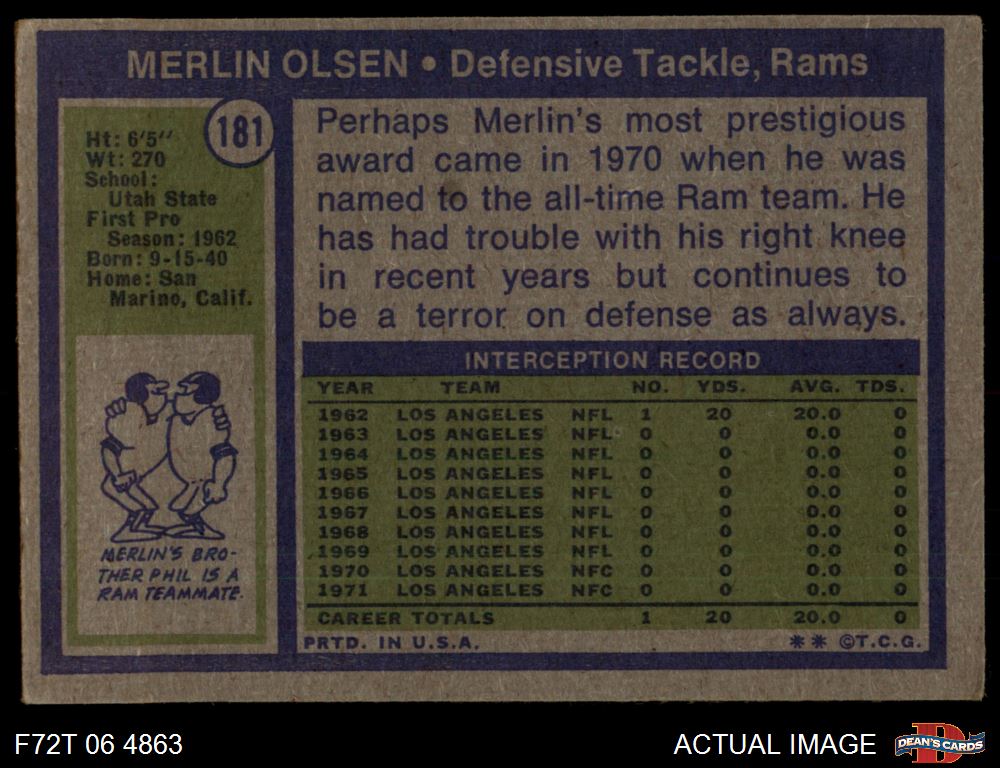 MERLIN OLSEN • Defensive Tackle, Rams
181
Ht: 6'5"
Wt: 270
School:
Utah State
First Pro
Season: 1962
Born: 9-15-40
Home: San
Marino, Calif.
MERLIN'S BRO-
THER PHIL IS A
RAM TEAMMATE.
Perhaps Merlin's most prestigious
award came in 1970 when he was
named to the all-time Ram team. He
has had trouble with his right knee
in recent years but continues to
be a terror on defense as always.
INTERCEPTION RECORD
YEAR TEAM NO. YDS. AVG. TDS.
1962 LOS ANGELES NFL 1 20 20.0 0
1963 LOS ANGELES NFL 0 0 0.0 0
1964 LOS ANGELES NFL 0 0 0.0 0
1965 LOS ANGELES NFL 0 0 0.0 0
1966 LOS ANGELES NFL 0 0 0.0 0
1967 LOS ANGELES NFL 0 0 0.0 0
1968 LOS ANGELES NFL 0 0 0.0 0
1969 LOS ANGELES NFL 0 0 0.0 0
1970 LOS ANGELES NFC 0 0 0.0 0
1971 LOS ANGELES NFC 0 0 0.0 0
CAREER TOTALS 1 20 20.0 0
PRTD. IN U.S.A. ** ©T.C.G.
F72T 06 4863
ACTUAL IMAGE
D
DEAN'S CARDS